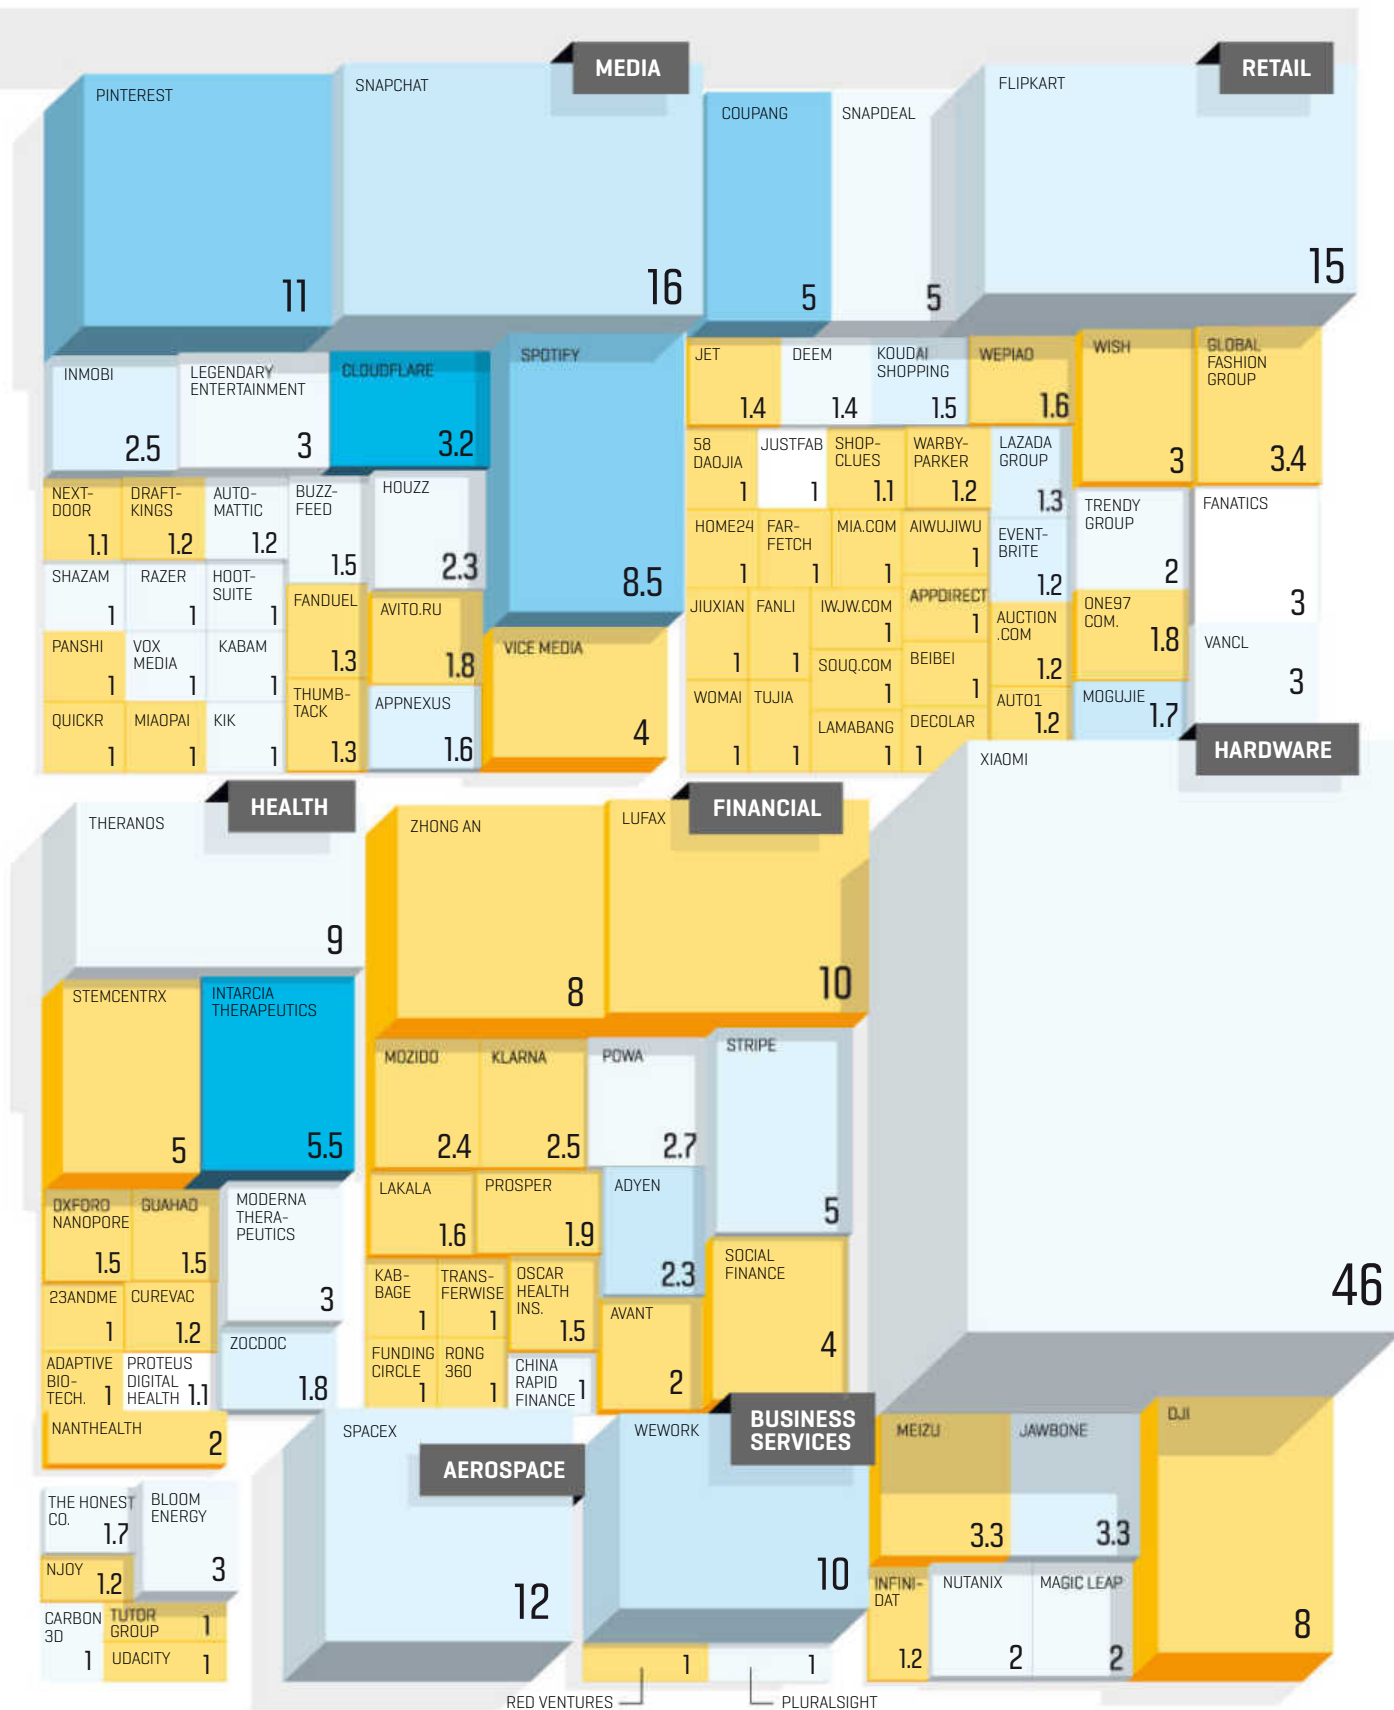 MEDIA
PINTEREST
11
SNAPCHAT
16
INMOBI
2.5
LEGENDARY
ENTERTAINMENT
3
CLOUDFLARE
3.2
SPOTIFY
8.5
NEXT-
DOOR
1.1
DRAFT-
KINGS
1.2
AUTO-
MATTIC
1.2
BUZZ-
FEED
1.5
HOUZZ
2.3
SHAZAM
1
RAZER
1
HOOT-
SUITE
1
FANDUEL
1.3
AVITO.RU
1.8
VICE MEDIA
4
PANSHI
1
VOX
MEDIA
1
KABAM
1
THUMB-
TACK
1.3
APPNEXUS
1.6
QUICKR
1
MIAOPAI
1
KIK
1
RETAIL
COUPANG
5
SNAPDEAL
5
FLIPKART
15
JET
1.4
DEEM
1.4
KOUDAI
SHOPPING
1.5
WEPIAO
1.6
WISH
3
GLOBAL
FASHION
GROUP
3.4
58
DAOJIA
1
JUSTFAB
1
SHOP-
CLUES
1.1
WARBY-
PARKER
1.2
LAZADA
GROUP
1.3
TRENDY
GROUP
2
FANATICS
3
HOME24
1
FAR-
FETCH
1
MIA.COM
1
AIWUJIWU
1
EVENT-
BRITE
1.2
ONE97
COM.
1.8
JIUXIAN
1
FANLI
1
IWJW.COM
1
APPDIRECT
1
AUCTION
.COM
1.2
VANCL
3
SOUQ.COM
1
BEIBEI
1
WOMAI
1
TUJIA
1
LAMABANG
1
DECOLAR
1
AUTO1
1.2
MOGUJIE
1.7
HARDWARE
XIAOMI
46
MEIZU
3.3
JAWBONE
3.3
DJI
8
INFINI-
DAT
1.2
NUTANIX
2
MAGIC LEAP
2
HEALTH
THERANOS
9
STEMCENTRX
5
INTARCIA
THERAPEUTICS
5.5
OXFORD
NANOPORE
1.5
GUAHAO
1.5
MODERNA
THERA-
PEUTICS
3
23ANDME
1
CUREVAC
1.2
ZOCDOC
1.8
ADAPTIVE
BIO-
TECH.
1
PROTEUS
DIGITAL
HEALTH
1.1
NANTHEALTH
2
FINANCIAL
ZHONG AN
8
LUFAX
10
MOZIDO
2.4
KLARNA
2.5
POWA
2.7
STRIPE
5
LAKALA
1.6
PROSPER
1.9
ADYEN
2.3
SOCIAL
FINANCE
4
KAB-
BAGE
1
TRANS-
FERWISE
1
OSCAR
HEALTH
INS.
1.5
AVANT
2
FUNDING
CIRCLE
1
RONG
360
1
CHINA
RAPID
FINANCE
1
THE HONEST
CO.
1.7
BLOOM
ENERGY
3
NJOY
1.2
CARBON
3D
1
TUTOR
GROUP
1
UDACITY
1
AEROSPACE
SPACEX
12
BUSINESS
SERVICES
WEWORK
10
1
1
RED VENTURES
PLURALSIGHT